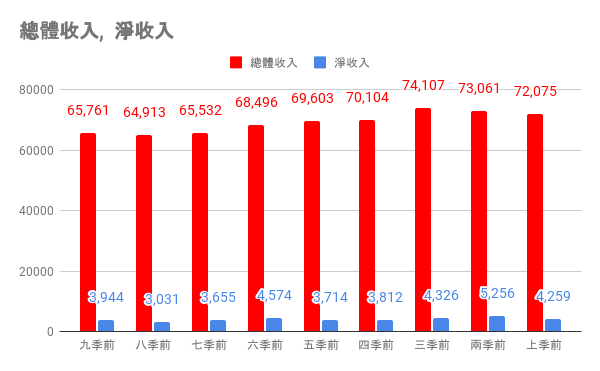 總體收入, 淨收入
總體收入 淨收入
80000
60000
40000
20000
0
65,761 64,913 65,532 68,496 69,603 70,104 74,107 73,061 72,075
3,944 3,031 3,655 4,574 3,714 3,812 4,326 5,256 4,259
九季前 八季前 七季前 六季前 五季前 四季前 三季前 兩季前 上季前